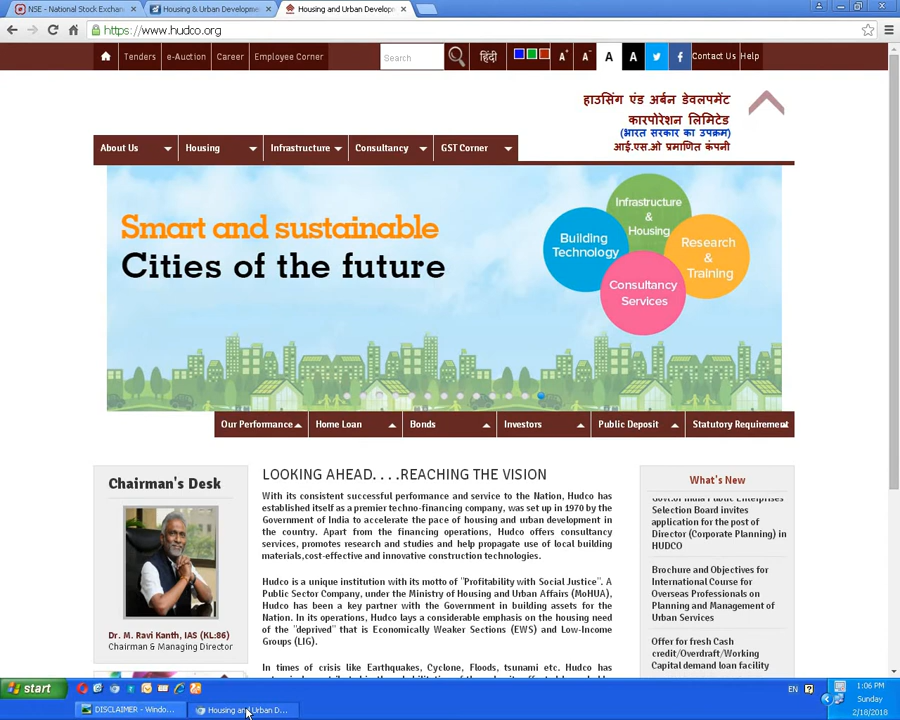 NSE - National Stock Exchan
Housing & Urban Developme
Housing and Urban Develop
https://www.hudco.org
Tenders
e-Auction
Career
Employee Corner
Search
हिंदी
A+
A-
A
A
Contact Us
Help
हाउसिंग एंड अर्बन डेवलपमेंट
कारपोरेशन लिमिटेड
(भारत सरकार का उपक्रम)
आई.एस.ओ प्रमाणित कंपनी
About Us
Housing
Infrastructure
Consultancy
GST Corner
Smart and sustainable
Cities of the future
Infrastructure
&
Housing
Building
Technology
Research
&
Training
Consultancy
Services
Our Performance
Home Loan
Bonds
Investors
Public Deposit
Statutory Requirement
Chairman's Desk
Dr. M. Ravi Kanth, IAS (KL:86)
Chairman & Managing Director
LOOKING AHEAD. . . .REACHING THE VISION
With its consistent successful performance and service to the Nation, Hudco has
established itself as a premier techno-financing company, was set up in 1970 by the
Government of India to accelerate the pace of housing and urban development in
the country. Apart from the financing operations, Hudco offers consultancy
services, promotes research and studies and help propagate use of local building
materials,cost-effective and innovative construction technologies.
Hudco is a unique institution with its motto of "Profitability with Social Justice". A
Public Sector Company, under the Ministry of Housing and Urban Affairs (MoHUA),
Hudco has been a key partner with the Government in building assets for the
Nation. In its operations, Hudco lays a considerable emphasis on the housing need
of the "deprived" that is Economically Weaker Sections (EWS) and Low-Income
Groups (LIG).
In times of crisis like Earthquakes, Cyclone, Floods, tsunami etc. Hudco has
What's New
Govt.of India Public Enterprises
Selection Board invites
application for the post of
Director (Corporate Planning) in
HUDCO
Brochure and Objectives for
International Course for
Overseas Professionals on
Planning and Management of
Urban Services
Offer for fresh Cash
credit/Overdraft/Working
Capital demand loan facility
start
EN
1:06 PM
Sunday
2/18/2018
DISCLAIMER - Windo...
Housing and Urban D...